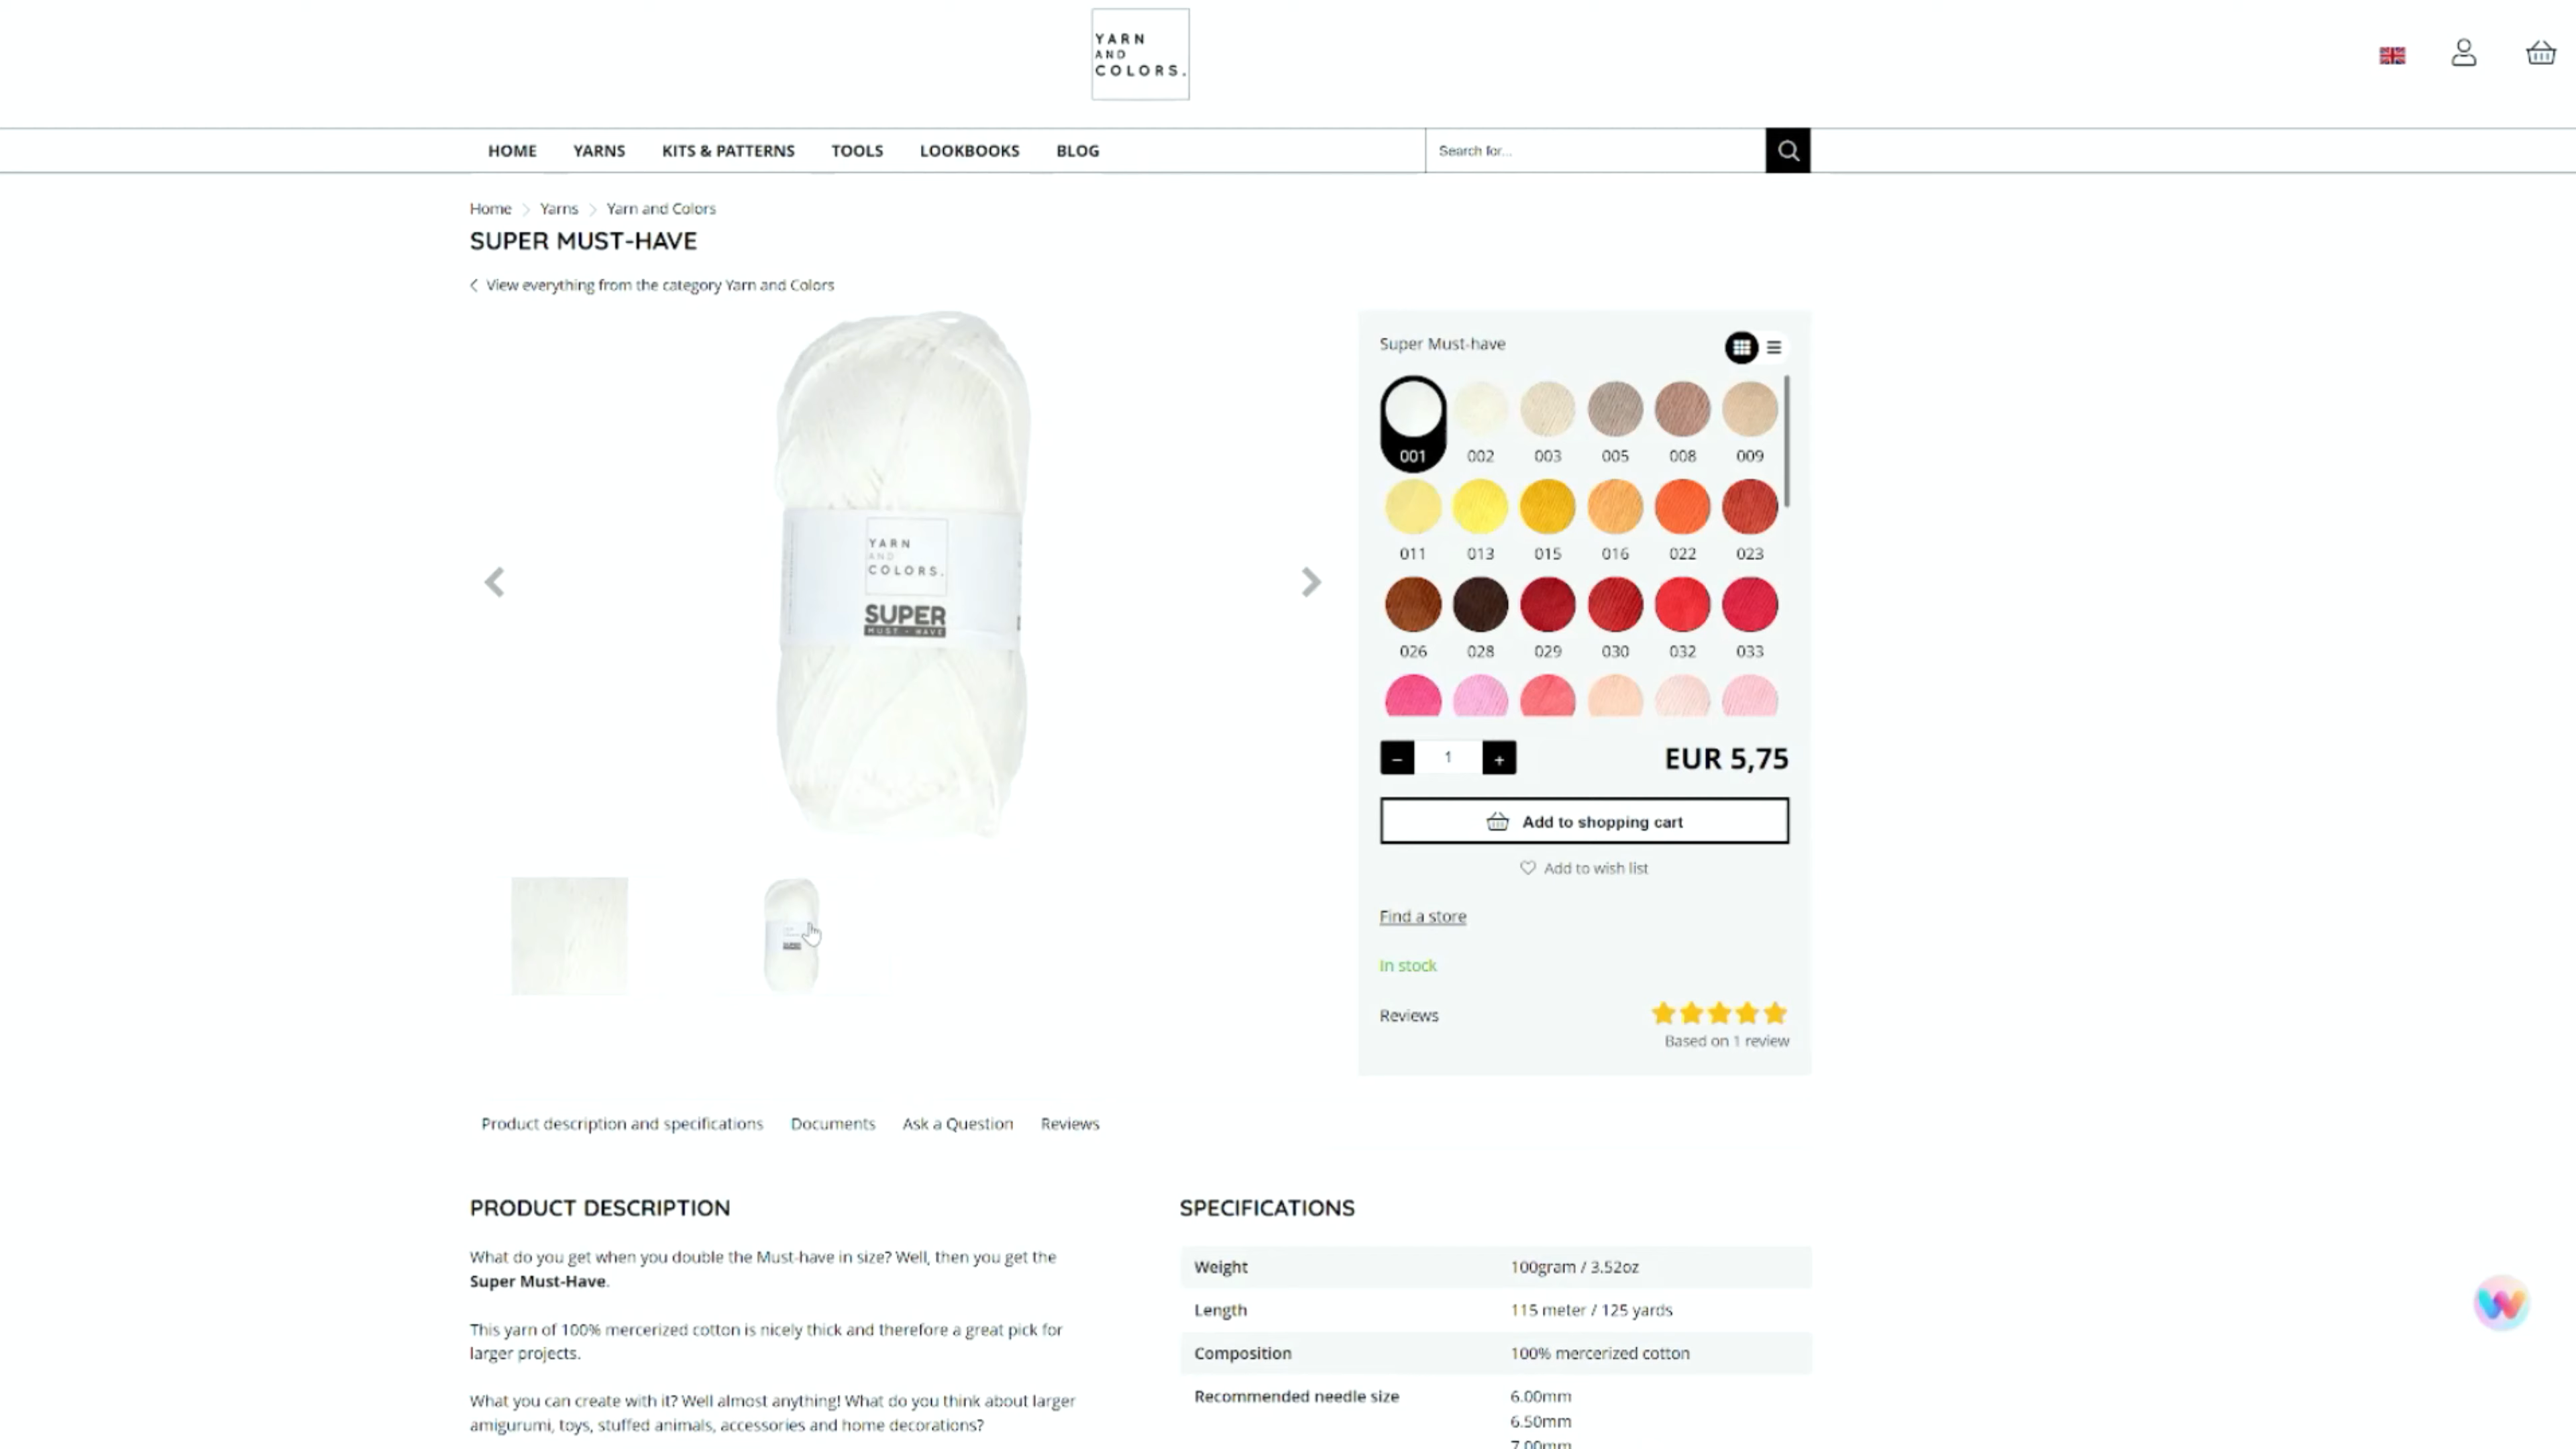 YARN
AND
COLORS.
HOME YARNS KITS & PATTERNS TOOLS LOOKBOOKS BLOG
Search for...
Home > Yarns > Yarn and Colors
SUPER MUST-HAVE
< View everything from the category Yarn and Colors
YARN
AND
COLORS.
SUPER
MUST - HAVE
Super Must-have
001 002 003 005 008 009
011 013 015 016 022 023
026 028 029 030 032 033
- 1 + EUR 5,75
Add to shopping cart
Add to wish list
Find a store
In stock
Reviews
Based on 1 review
Product description and specifications Documents Ask a Question Reviews
PRODUCT DESCRIPTION
What do you get when you double the Must-have in size? Well, then you get the
Super Must-Have.
This yarn of 100% mercerized cotton is nicely thick and therefore a great pick for
larger projects.
What you can create with it? Well almost anything! What do you think about larger
amigurumi, toys, stuffed animals, accessories and home decorations?
SPECIFICATIONS
Weight 100gram / 3.52oz
Length 115 meter / 125 yards
Composition 100% mercerized cotton
Recommended needle size 6.00mm
6.50mm
7.00mm